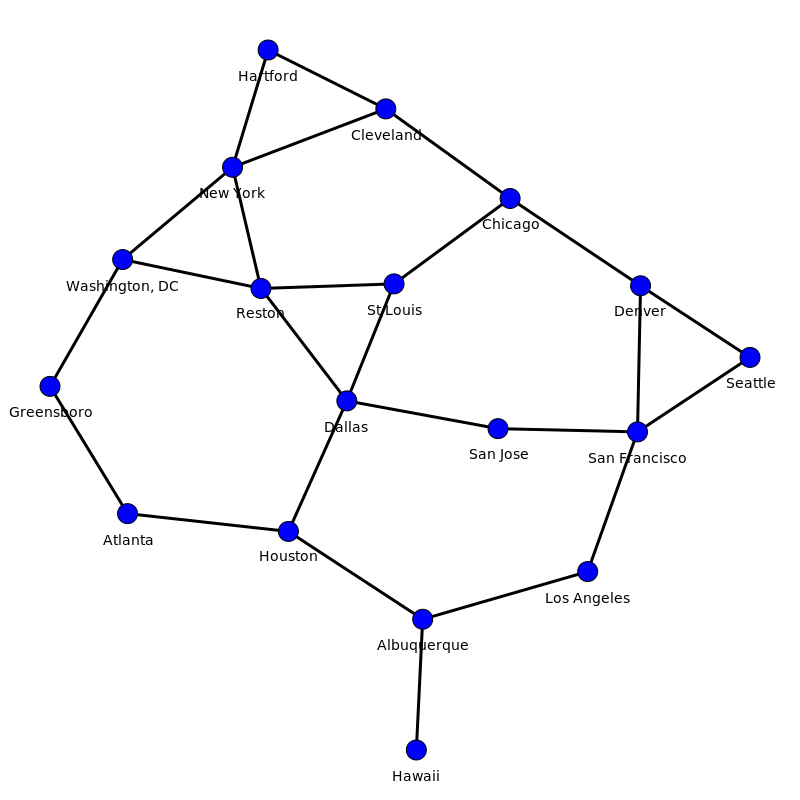 Hartford
Cleveland
New York
Chicago
Washington, DC
Reston
St Louis
Denver
Seattle
Greensboro
Dallas
San Jose
San Francisco
Atlanta
Houston
Los Angeles
Albuquerque
Hawaii